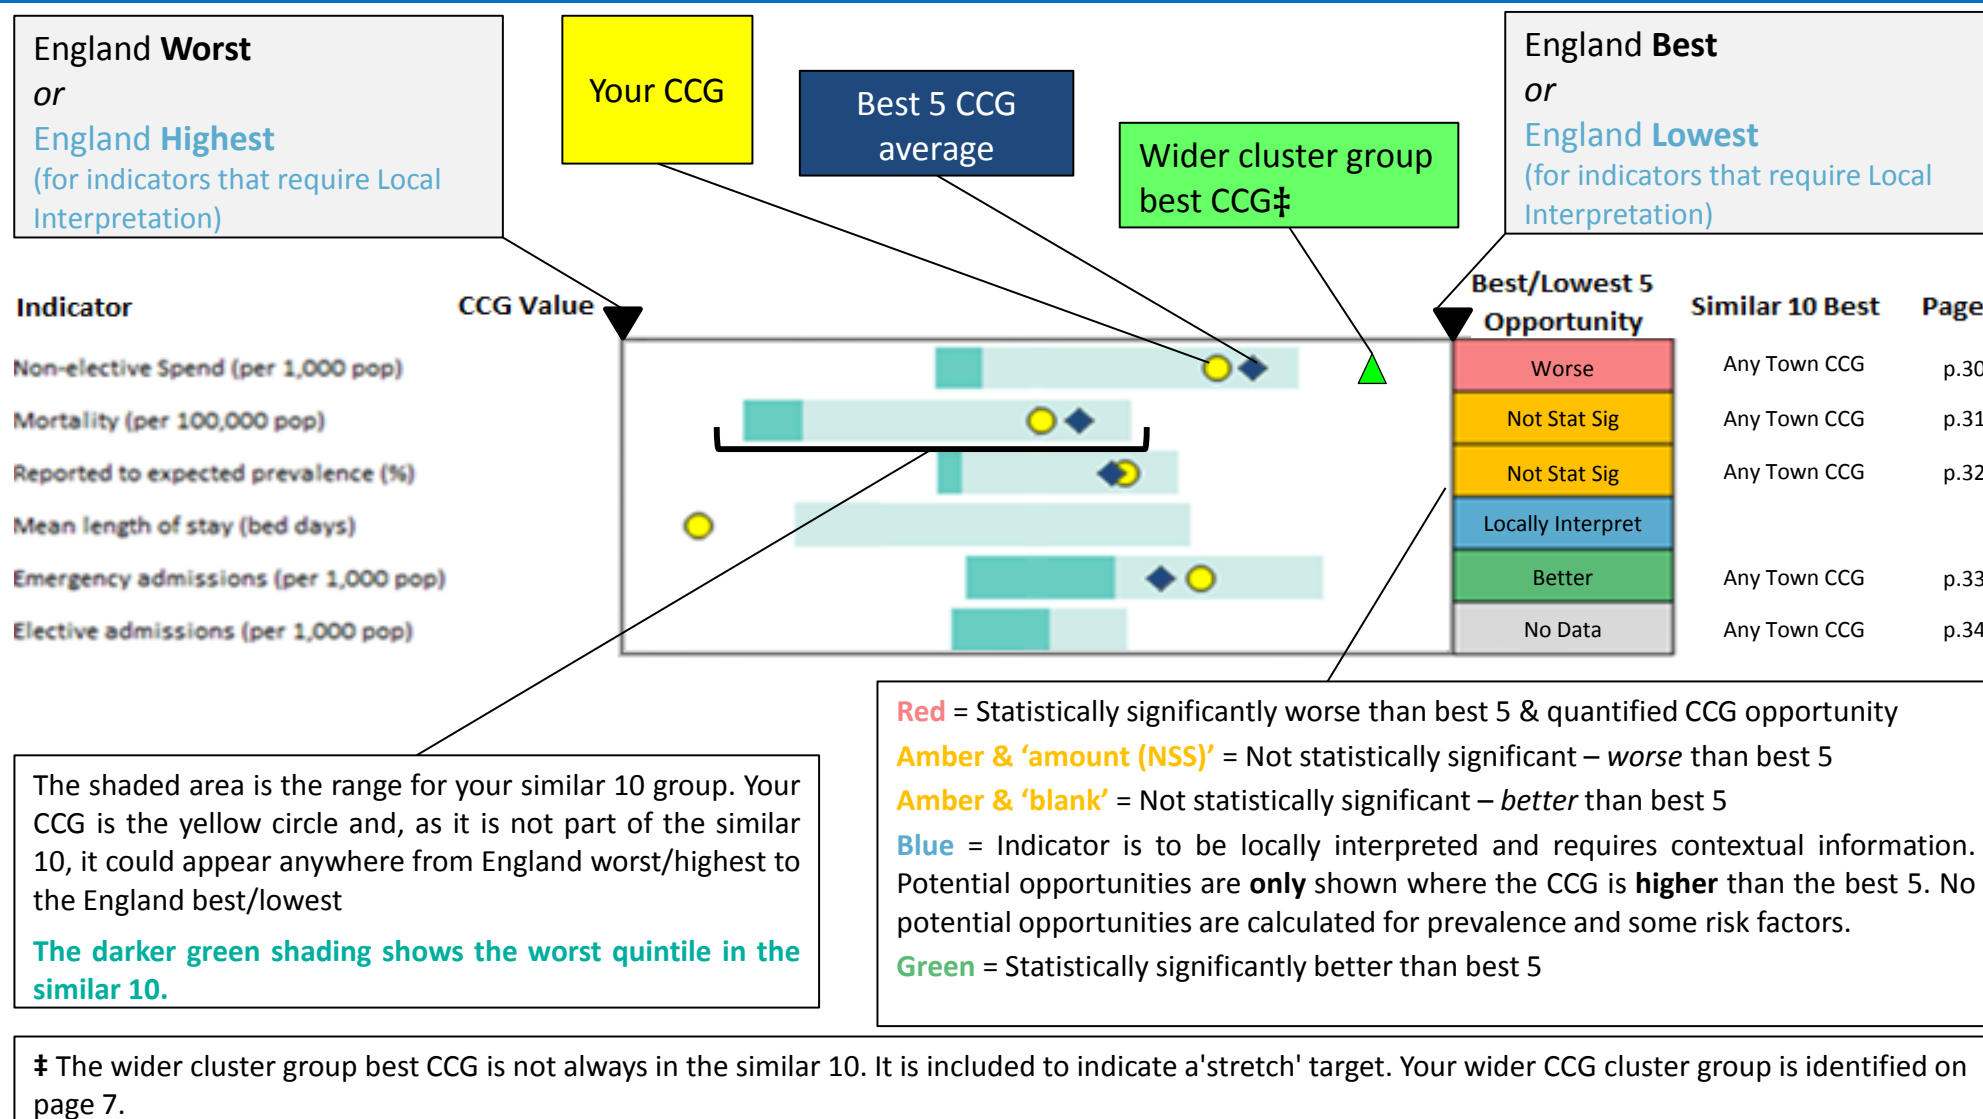 England Worst
or
England Highest
(for indicators that require Local
Interpretation)
Your CCG
Best 5 CCG
average
Wider cluster group
best CCG‡
England Best
or
England Lowest
(for indicators that require Local
Interpretation)
Indicator CCG Value Best/Lowest 5 Opportunity Similar 10 Best Page
Non-elective Spend (per 1,000 pop) Worse Any Town CCG p.30
Mortality (per 100,000 pop) Not Stat Sig Any Town CCG p.31
Reported to expected prevalence (%) Not Stat Sig Any Town CCG p.32
Mean length of stay (bed days) Locally Interpret
Emergency admissions (per 1,000 pop) Better Any Town CCG p.33
Elective admissions (per 1,000 pop) No Data Any Town CCG p.34
The shaded area is the range for your similar 10 group. Your
CCG is the yellow circle and, as it is not part of the similar
10, it could appear anywhere from England worst/highest to
the England best/lowest
The darker green shading shows the worst quintile in the
similar 10.
Red = Statistically significantly worse than best 5 & quantified CCG opportunity
Amber & ‘amount (NSS)’ = Not statistically significant – worse than best 5
Amber & ‘blank’ = Not statistically significant – better than best 5
Blue = Indicator is to be locally interpreted and requires contextual information.
Potential opportunities are only shown where the CCG is higher than the best 5. No
potential opportunities are calculated for prevalence and some risk factors.
Green = Statistically significantly better than best 5
‡ The wider cluster group best CCG is not always in the similar 10. It is included to indicate a'stretch' target. Your wider CCG cluster group is identified on
page 7.